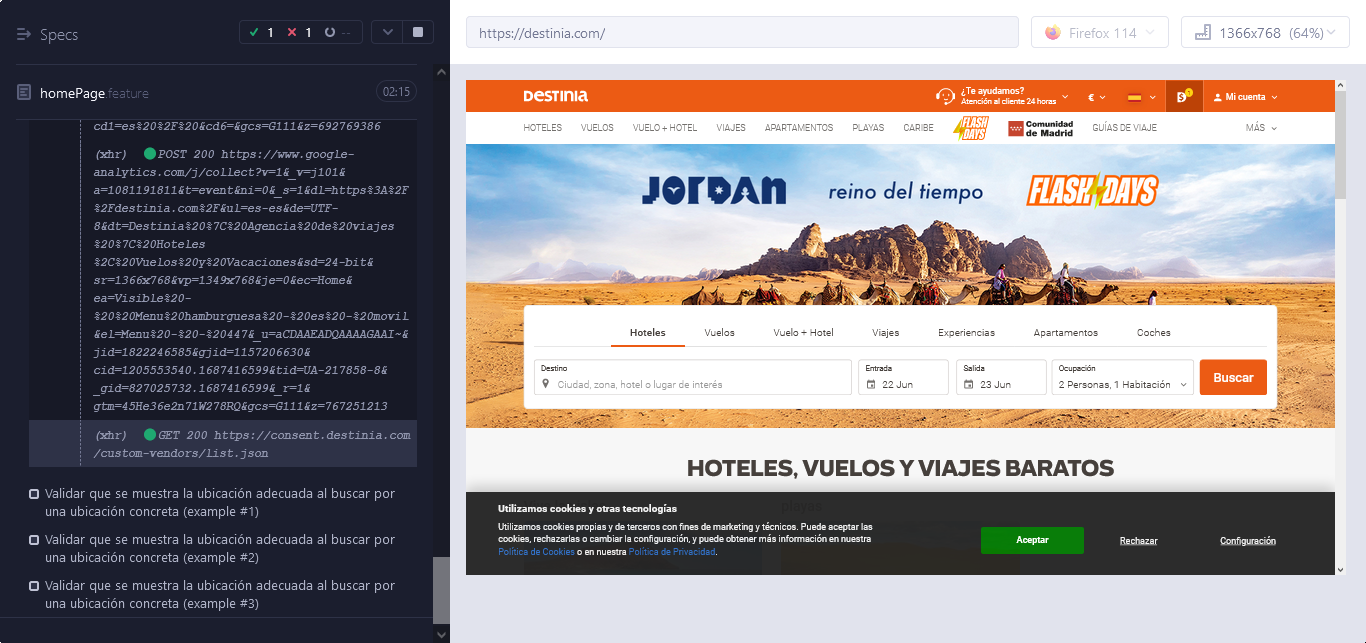 Specs
1
1
--
homePage.feature
02:15
cd1=es%20%2F%20&cd6=&gcs=G111&z=692769386
(xhr) POST 200 https://www.google-
analytics.com/j/collect?v=1&_v=j101&
a=1081191811&t=event&ni=0&_s=1&dl=https%3A%2F
%2Fdestinia.com%2F&ul=es-es&de=UTF-
8&dt=Destinia%20%7C%20Agencia%20de%20viajes
%20%7C%20Hoteles
%2C%20Vuelos%20y%20Vacaciones&sd=24-bit&
sr=1366x768&vp=1349x768&je=0&ec=Home&
ea=Visible%20-
%20%20Menu%20hamburguesa%20-%20es%20-%20movil
&el=Menu%20-%20-%20447&_u=aCDAAEADQAAAAGAAI~&
jid=1822246585&gjid=1157206630&
cid=1205553540.1687416599&tid=UA-217858-8&
_gid=827025732.1687416599&_r=1&
gtm=45He36e2n71W278RQ&gcs=G111&z=767251213
(xhr) GET 200 https://consent.destinia.com
/custom-vendors/list.json
Validar que se muestra la ubicación adecuada al buscar por
una ubicación concreta (example #1)
Validar que se muestra la ubicación adecuada al buscar por
una ubicación concreta (example #2)
Validar que se muestra la ubicación adecuada al buscar por
una ubicación concreta (example #3)
https://destinia.com/
Firefox 114
1366x768 (64%)
DESTINIA
¿Te ayudamos?
Atención al cliente 24 horas
€
$
Mi cuenta
HOTELES VUELOS VUELO + HOTEL VIAJES APARTAMENTOS PLAYAS CARIBE FLASH DAYS Comunidad de Madrid GUÍAS DE VIAJE MÁS
JORDAN reino del tiempo FLASH DAYS
Hoteles Vuelos Vuelo + Hotel Viajes Experiencias Apartamentos Coches
Destino
Ciudad, zona, hotel o lugar de interés
Entrada
22 Jun
Salida
23 Jun
Ocupación
2 Personas, 1 Habitación
Buscar
HOTELES, VUELOS Y VIAJES BARATOS
Utilizamos cookies y otras tecnologías
Utilizamos cookies propias y de terceros con fines de marketing y técnicos. Puede aceptar las
cookies, rechazarlas o cambiar la configuración, y puede obtener más información en nuestra
Política de Cookies o en nuestra Política de Privacidad.
Aceptar
Rechazar
Configuración